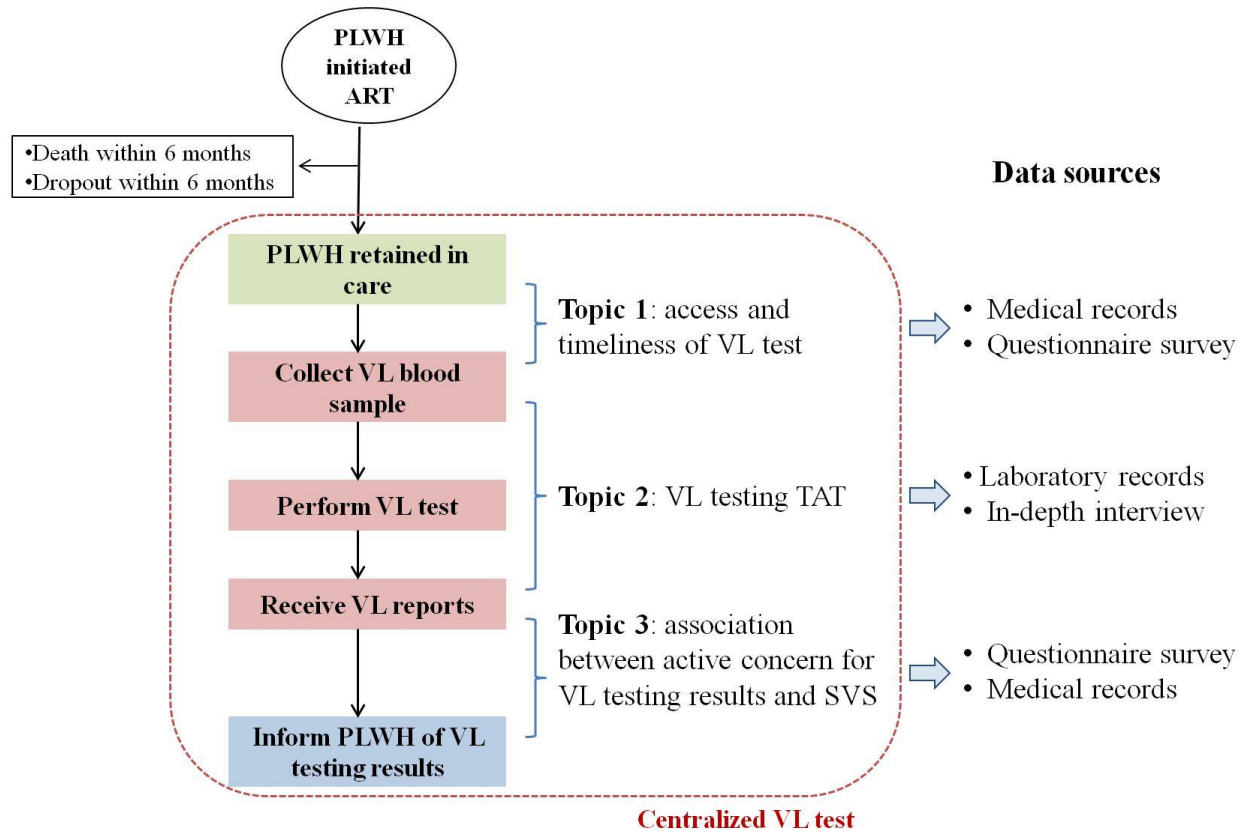 PLWH
initiated
ART
•Death within 6 months
•Dropout within 6 months
Data sources
PLWH retained in
care
Topic 1: access and
timeliness of VL test
• Medical records
• Questionnaire survey
Collect VL blood
sample
Perform VL test
Topic 2: VL testing TAT
• Laboratory records
• In-depth interview
Receive VL reports
Topic 3: association
between active concern for
VL testing results and SVS
• Questionnaire survey
• Medical records
Inform PLWH of VL
testing results
Centralized VL test